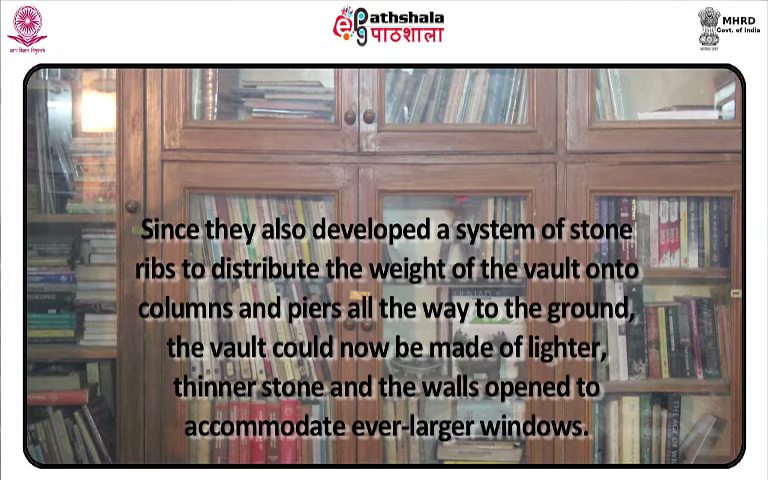 Pathshala
पाठशाला
MHRD
Govt. of India
Since they also developed a system of stone
ribs to distribute the weight of the vault onto
columns and piers all the way to the ground,
the vault could now be made of lighter,
thinner stone and the walls opened to
accommodate ever-larger windows.